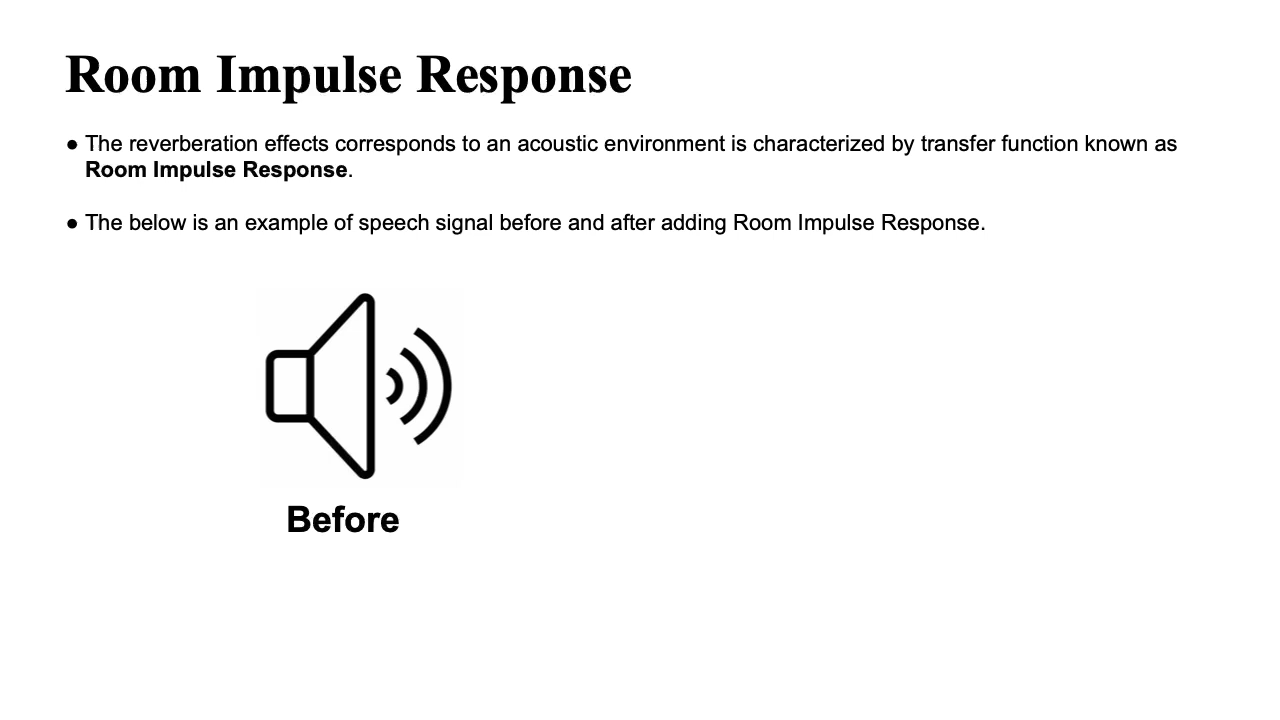 Room Impulse Response
● The reverberation effects corresponds to an acoustic environment is characterized by transfer function known as
Room Impulse Response.
● The below is an example of speech signal before and after adding Room Impulse Response.
Before